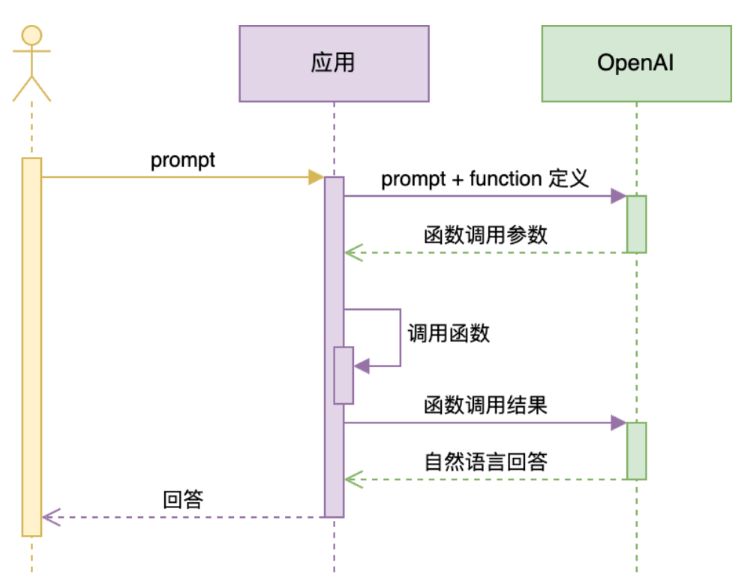 应用
OpenAI
prompt
prompt + function 定义
函数调用参数
调用函数
函数调用结果
自然语言回答
回答